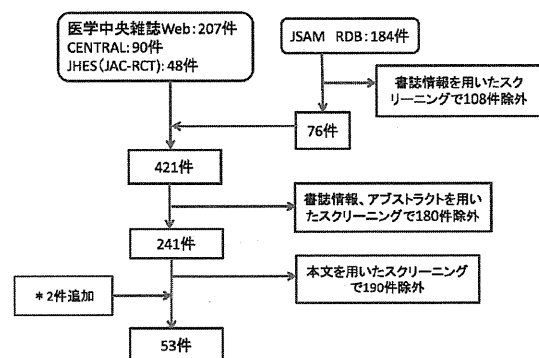 医学中央雑誌Web:207件
CENTRAL:90件
JHES(JAC-RCT):48件
JSAM RDB:184件
書誌情報を用いたスク
リーニングで108件除外
76件
421件
書誌情報、アブストラクトを用い
たスクリーニングで180件除外
241件
本文を用いたスクリーニング
で190件除外
*2件追加
53件